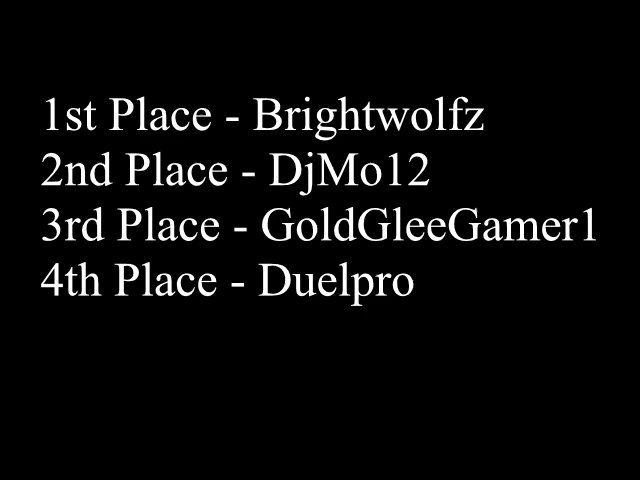 1st Place - Brightwolfz
2nd Place - DjMo12
3rd Place - GoldGleeGamer1
4th Place - Duelpro